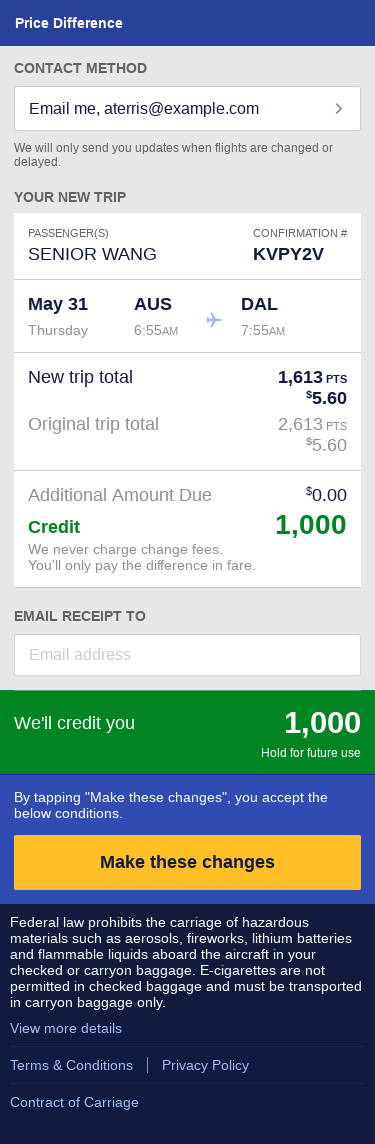 Price Difference
CONTACT METHOD
Email me, aterris@example.com
We will only send you updates when flights are changed or
delayed.
YOUR NEW TRIP
PASSENGER(S) CONFIRMATION #
SENIOR WANG KVPY2V
May 31 AUS DAL
Thursday 6:55AM 7:55AM
New trip total 1,613 PTS
$5.60
Original trip total 2,613 PTS
$5.60
Additional Amount Due $0.00
Credit 1,000
We never charge change fees.
You'll only pay the difference in fare.
EMAIL RECEIPT TO
Email address
We'll credit you 1,000
Hold for future use
By tapping "Make these changes", you accept the
below conditions.
Make these changes
Federal law prohibits the carriage of hazardous
materials such as aerosols, fireworks, lithium batteries
and flammable liquids aboard the aircraft in your
checked or carryon baggage. E-cigarettes are not
permitted in checked baggage and must be transported
in carryon baggage only.
View more details
Terms & Conditions Privacy Policy
Contract of Carriage